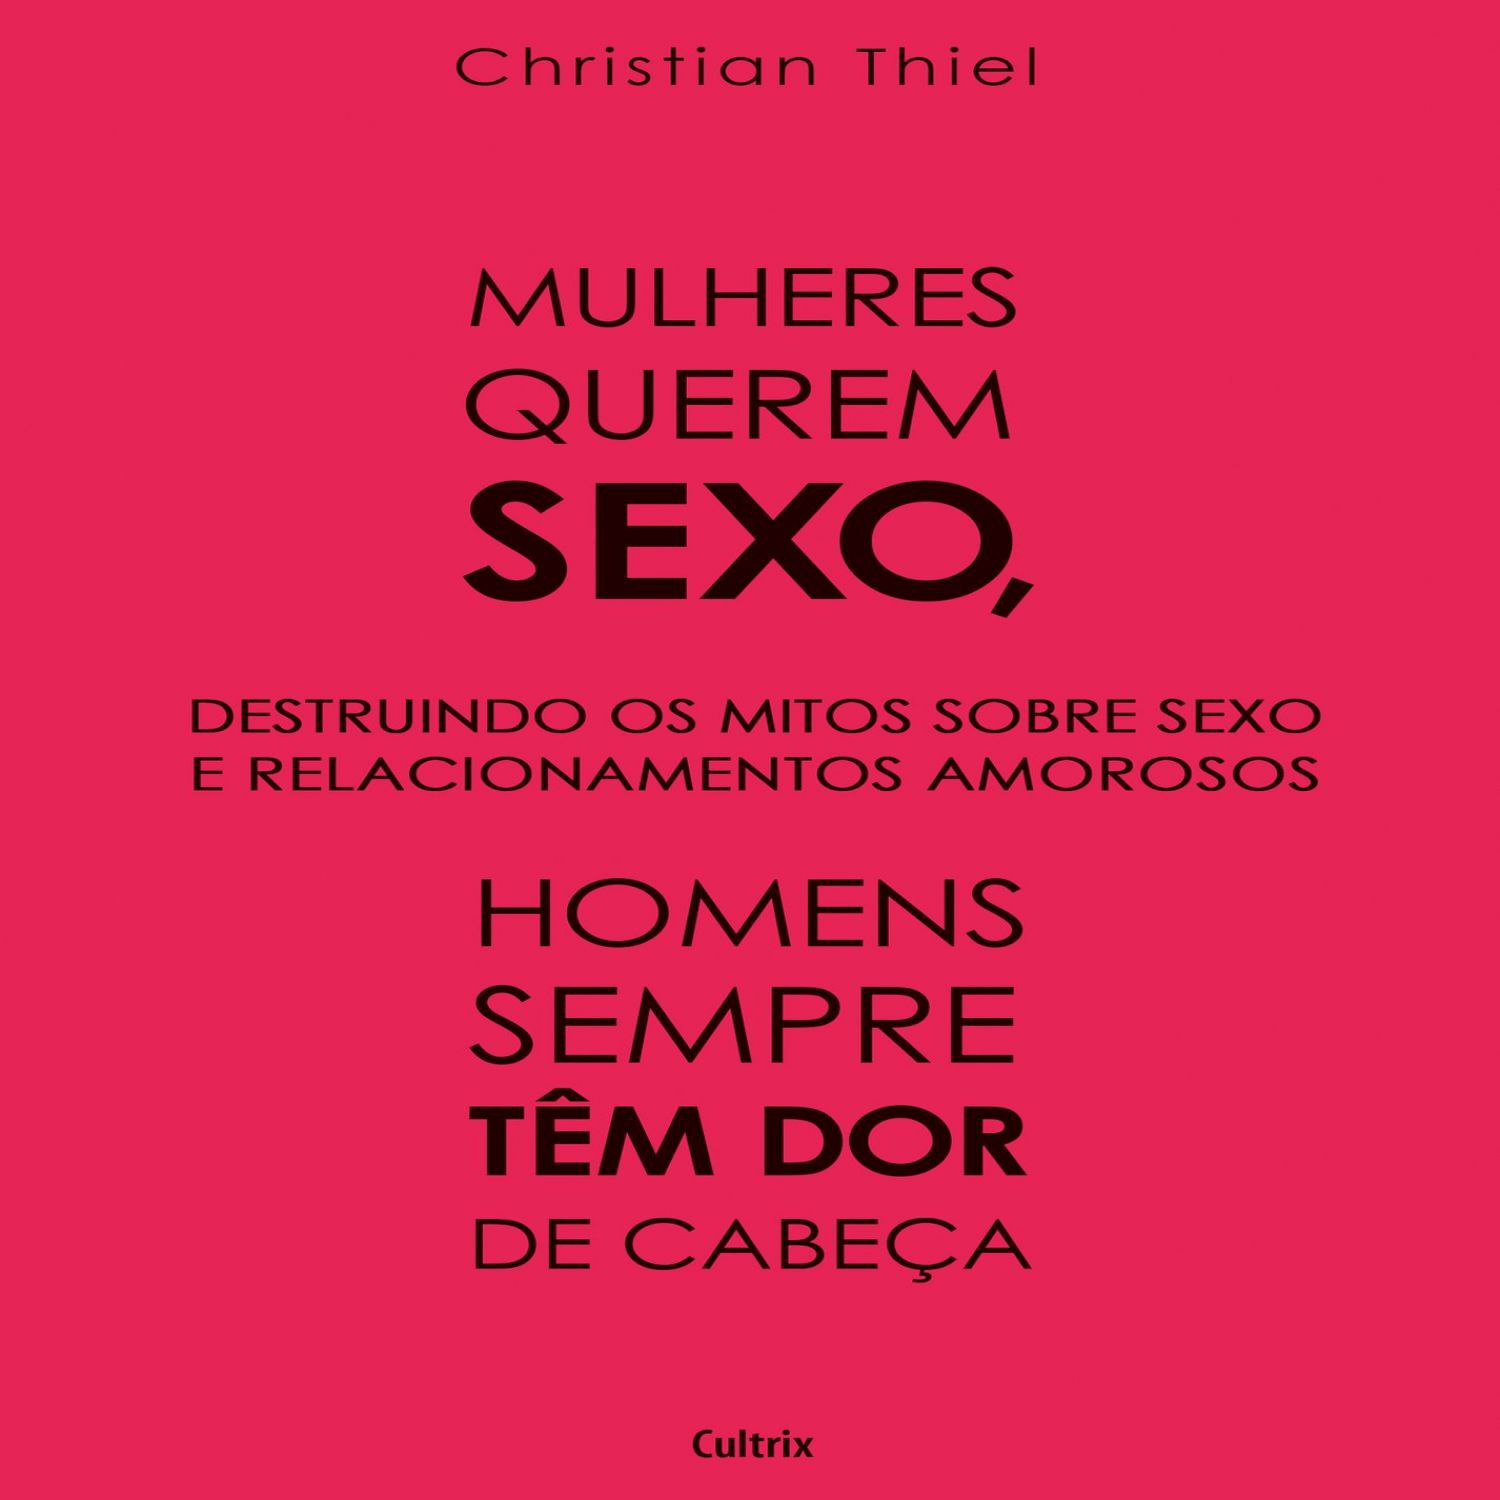 Christian Thiel
MULHERES
QUEREM
SEXO,
DESTRUINDO OS MITOS SOBRE SEXO
E RELACIONAMENTOS AMOROSOS
HOMENS
SEMPRE
TÊM DOR
DE CABEÇA
Cultrix